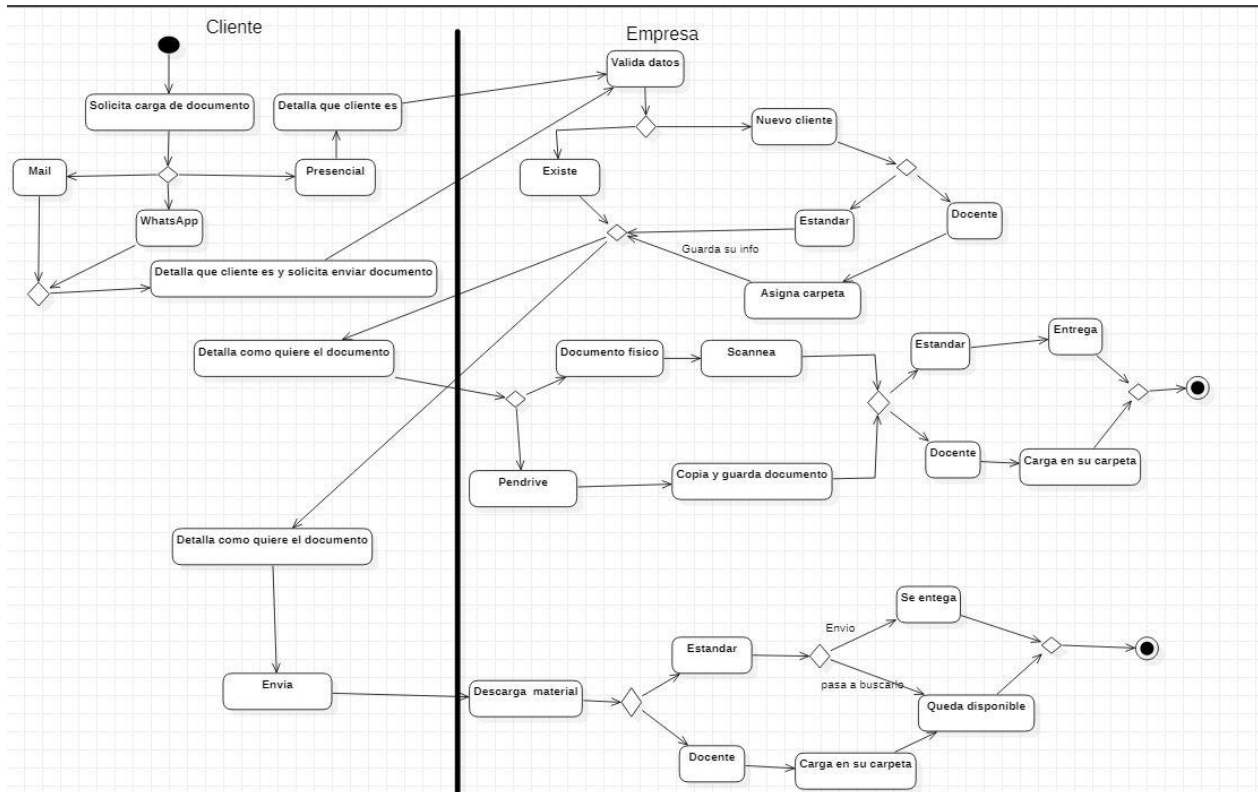 Cliente
Empresa
Valida datos
Solicita carga de documento
Detalla que cliente es
Nuevo cliente
Mail
Presencial
Existe
WhatsApp
Estandar
Docente
Guarda su info
Detalla que cliente es y solicita enviar documento
Asigna carpeta
Detalla como quiere el documento
Documento fisico
Scannea
Estandar
Entrega
Pendrive
Copia y guarda documento
Docente
Carga en su carpeta
Detalla como quiere el documento
Se entega
Envio
Estandar
pasa a buscarlo
Envia
Descarga material
Queda disponible
Docente
Carga en su carpeta